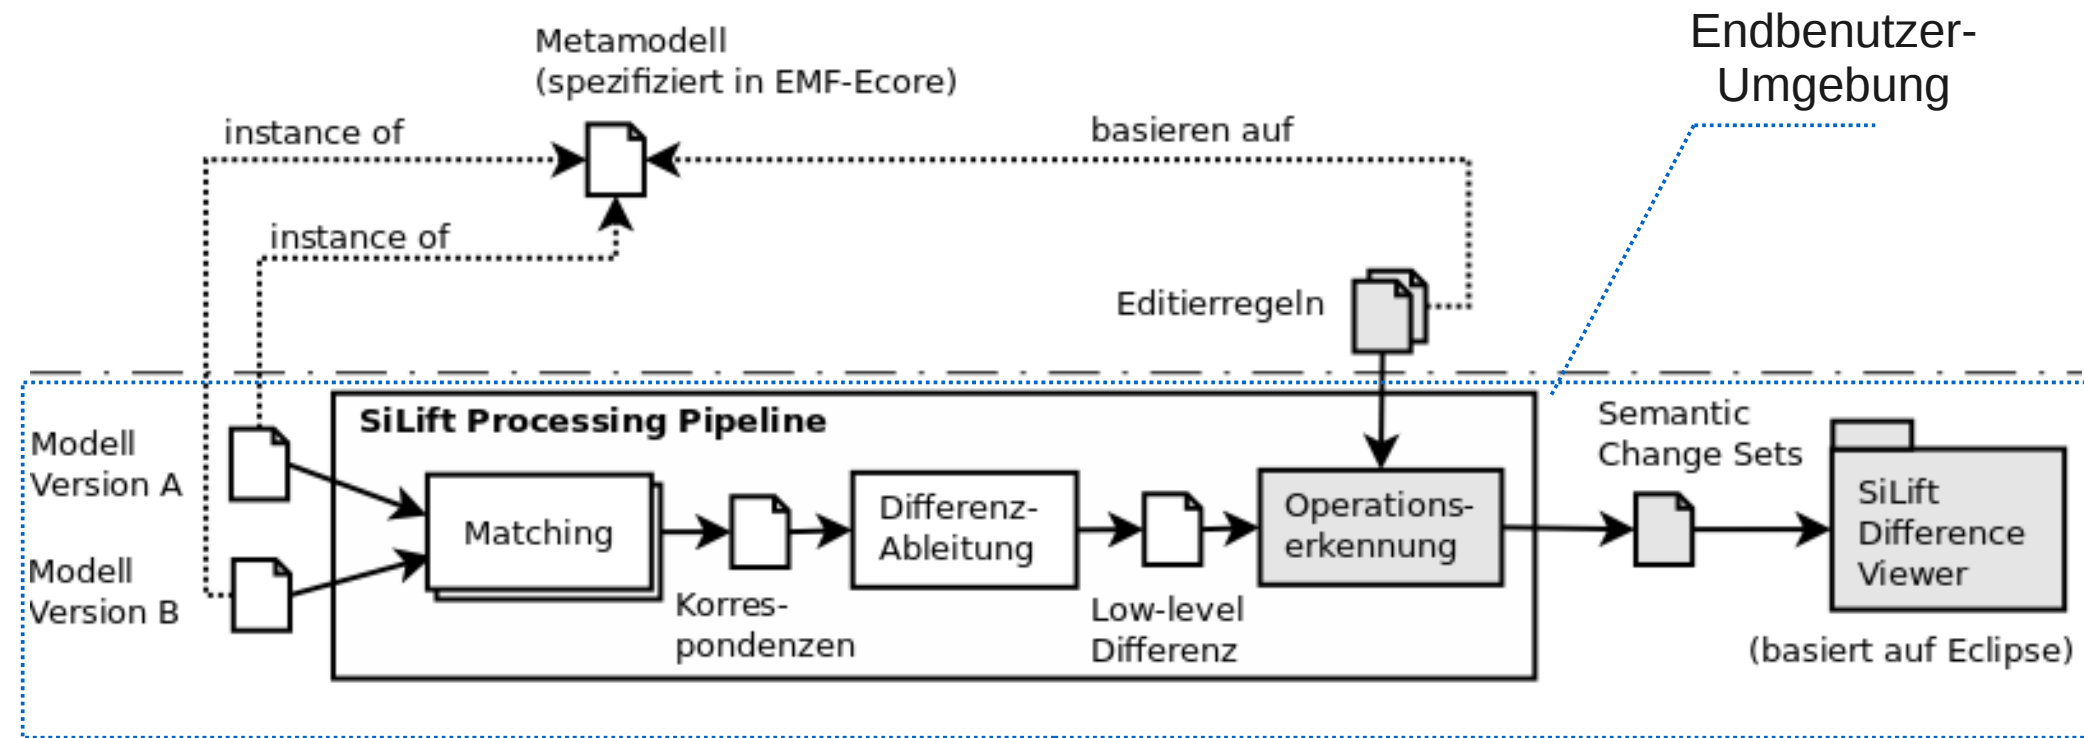 Endbenutzer-
Umgebung
Metamodell
(spezifiziert in EMF-Ecore)
instance of
basieren auf
instance of
Editierregeln
SiLift Processing Pipeline
Modell
Version A
Modell
Version B
Matching
Korres-
pondenzen
Differenz-
Ableitung
Low-level
Differenz
Operations-
erkennung
Semantic
Change Sets
SiLift
Difference
Viewer
(basiert auf Eclipse)